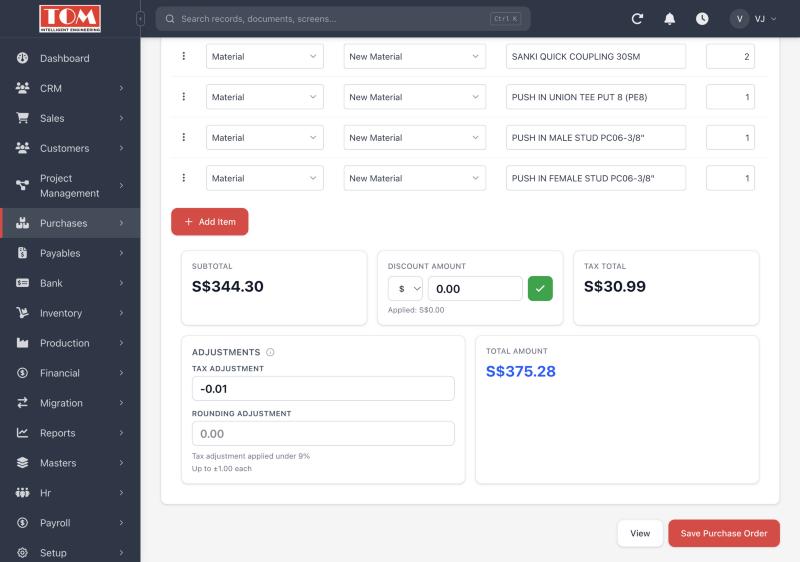 TOM
INTELLIGENT ENGINEERING
Search records, documents, screens...
Ctrl K
V
VJ
Dashboard
CRM
Sales
Customers
Project
Management
Purchases
Payables
Bank
Inventory
Production
Financial
Migration
Reports
Masters
Hr
Payroll
Setup
Material New Material SANKI QUICK COUPLING 30SM 2
Material New Material PUSH IN UNION TEE PUT 8 (PE8) 1
Material New Material PUSH IN MALE STUD PC06-3/8" 1
Material New Material PUSH IN FEMALE STUD PC06-3/8" 1
+ Add Item
SUBTOTAL
S$344.30
DISCOUNT AMOUNT
$ 0.00
Applied: S$0.00
TAX TOTAL
S$30.99
ADJUSTMENTS
TAX ADJUSTMENT
-0.01
ROUNDING ADJUSTMENT
0.00
Tax adjustment applied under 9%
Up to ±1.00 each
TOTAL AMOUNT
S$375.28
View
Save Purchase Order